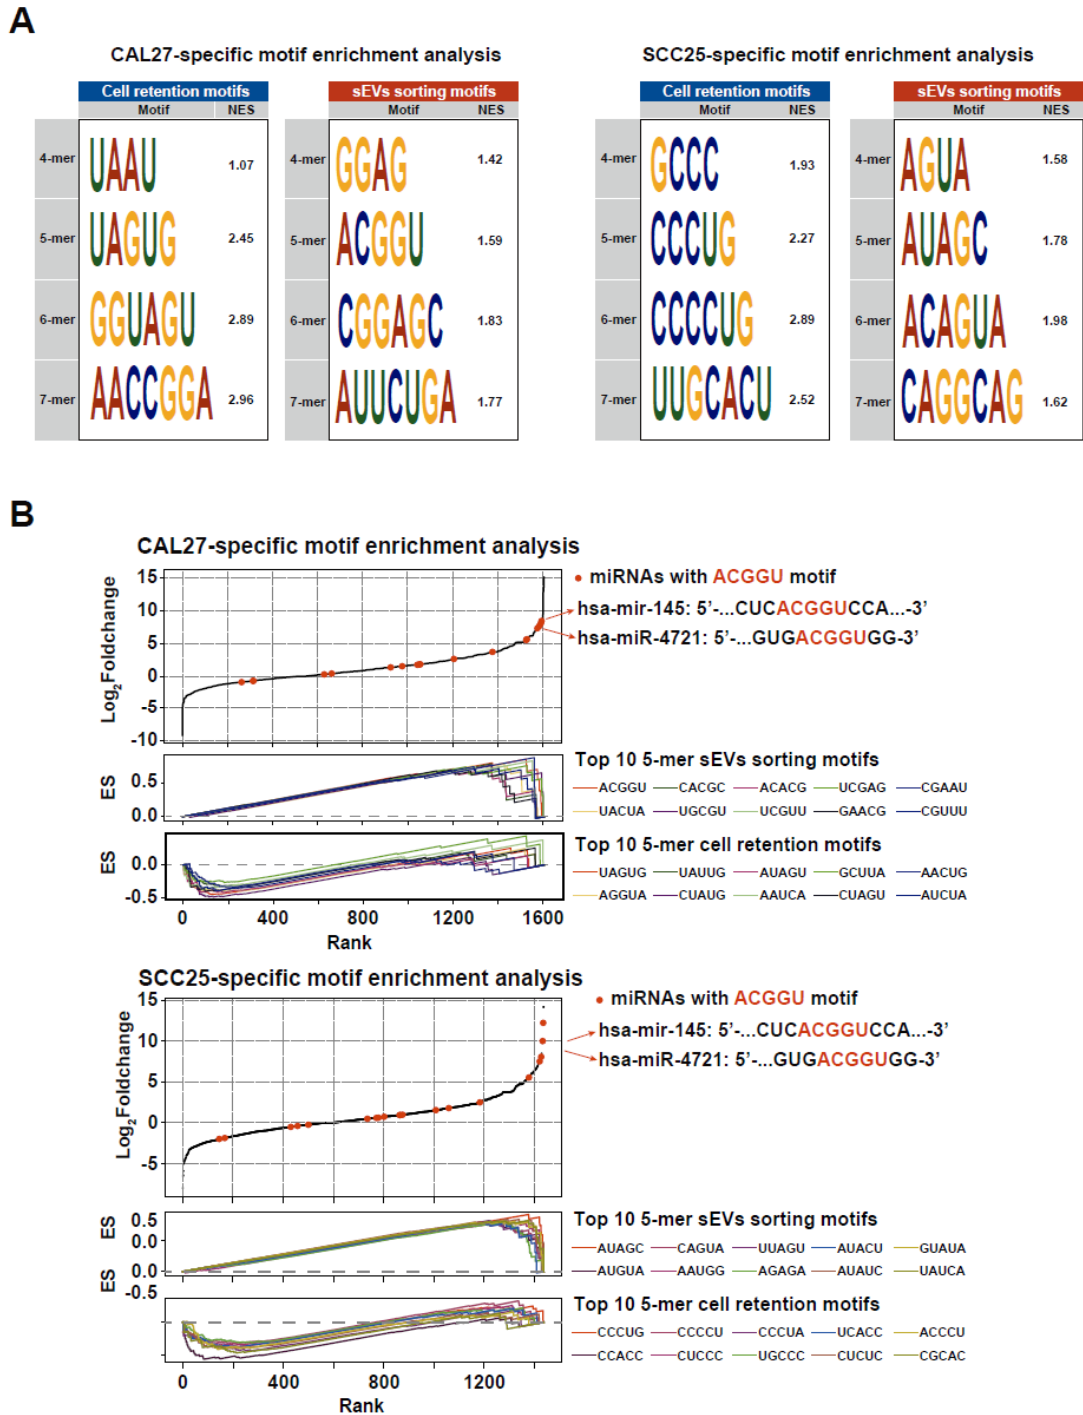 A
CAL27-specific motif enrichment analysis
Cell retention motifs
Motif NES
4-mer UAAU 1.07
5-mer UAGUG 2.45
6-mer GGUAGU 2.89
7-mer AACCGGA 2.96
sEVs sorting motifs
Motif NES
4-mer GGAG 1.42
5-mer ACGGU 1.59
6-mer CGGAGC 1.83
7-mer AUUCUGA 1.77
SCC25-specific motif enrichment analysis
Cell retention motifs
Motif NES
4-mer GCCC 1.93
5-mer CCCUG 2.27
6-mer CCCCUG 2.89
7-mer UUGCACU 2.52
sEVs sorting motifs
Motif NES
4-mer AGUA 1.58
5-mer AUAGC 1.78
6-mer ACAGUA 1.98
7-mer CAGGCAG 1.62
B
CAL27-specific motif enrichment analysis
Log2Foldchange
15
10
5
0
-5
-10
miRNAs with ACGGU motif
hsa-mir-145: 5’-...CUCACGGUCCA...-3’
hsa-miR-4721: 5’-...GUGACGGUGG-3’
ES
0.5
0.0
Top 10 5-mer sEVs sorting motifs
ACGGU CACGC ACACG UCGAG CGAAU
UACUA UGCGU UCGUU GAACG CGUUU
ES
0.0
-0.5
Top 10 5-mer cell retention motifs
UAGUG UAUUG AUAGU GCUUA AACUG
AGGUA CUAUG AAUCA CUAGU AUCUA
0 400 800 1200 1600
Rank
SCC25-specific motif enrichment analysis
Log2Foldchange
15
10
5
0
-5
miRNAs with ACGGU motif
hsa-mir-145: 5’-...CUCACGGUCCA...-3’
hsa-miR-4721: 5’-...GUGACGGUGG-3’
ES
0.5
0.0
0.0
Top 10 5-mer sEVs sorting motifs
AUAGC CAGUA UUAGU AUACU GUAUA
AUGUA AAUGG AGAGA AUAUC UAUCA
ES
-0.5
Top 10 5-mer cell retention motifs
CCCUG CCCCU CCCUA UCACC ACCCU
CCACC CUCCC UGCCC CUCUC CGCAC
0 400 800 1200
Rank